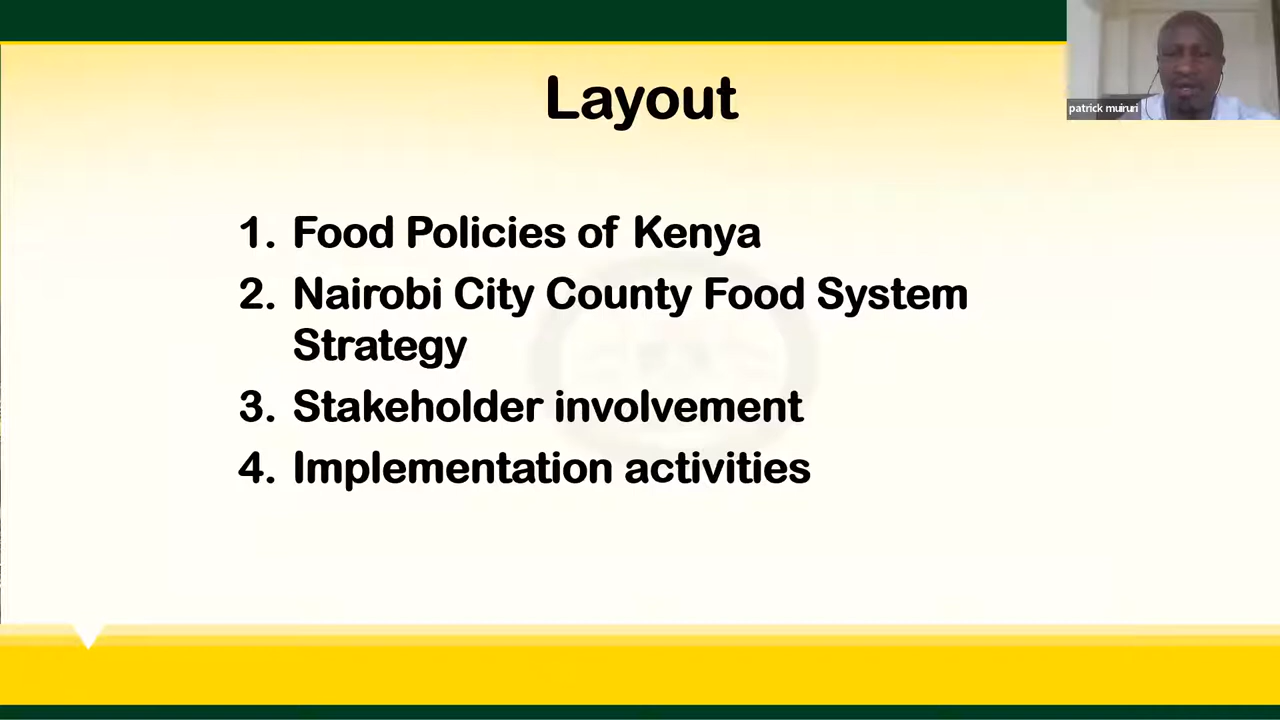 Layout
patrick muiruri
1. Food Policies of Kenya
2. Nairobi City County Food System
Strategy
3. Stakeholder involvement
4. Implementation activities